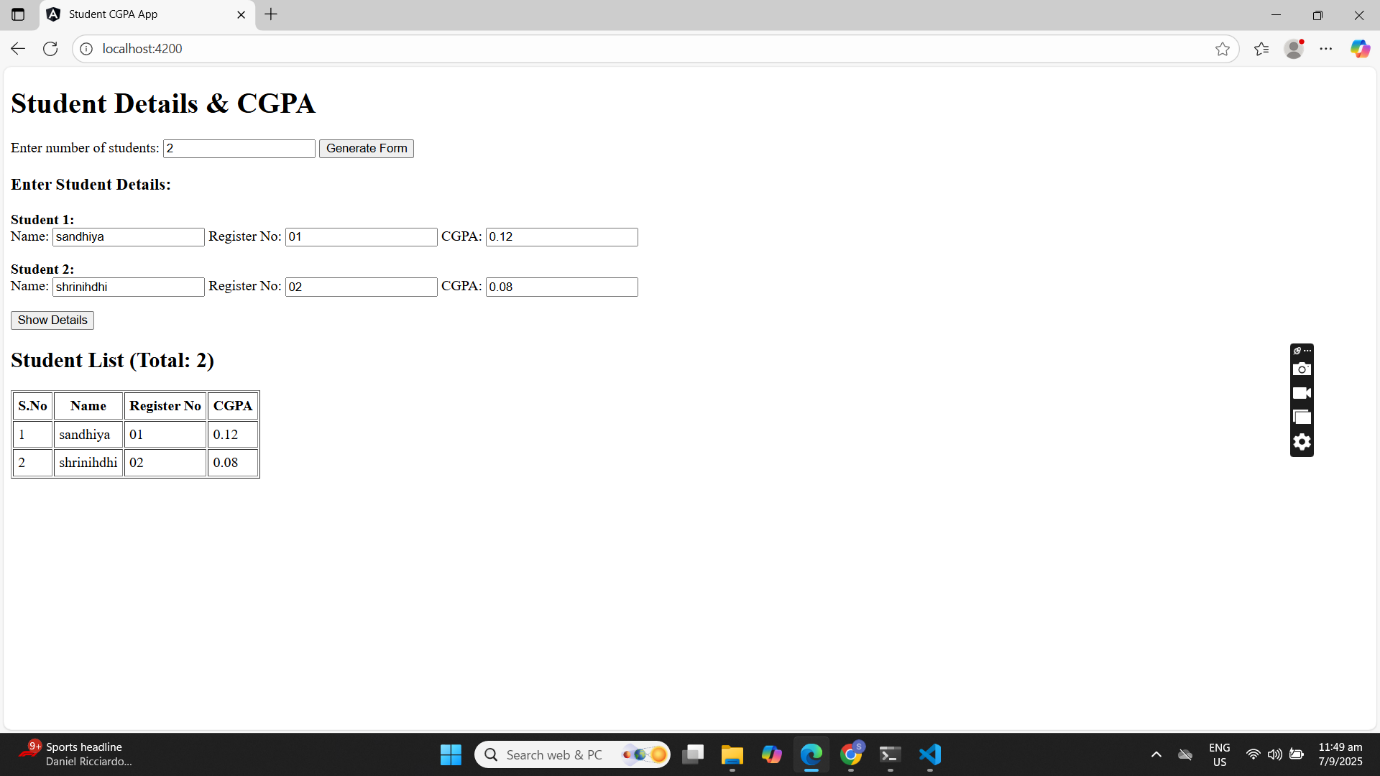 Student CGPA App
localhost:4200
Student Details & CGPA
Enter number of students: 2 Generate Form
Enter Student Details:
Student 1:
Name: sandhiya Register No: 01 CGPA: 0.12
Student 2:
Name: shrinihdhi Register No: 02 CGPA: 0.08
Show Details
Student List (Total: 2)
S.No Name Register No CGPA
1 sandhiya 01 0.12
2 shrinihdhi 02 0.08
9+ Sports headline
Daniel Ricciardo...
Search web & PC
S
ENG
US
11:49 am
7/9/2025